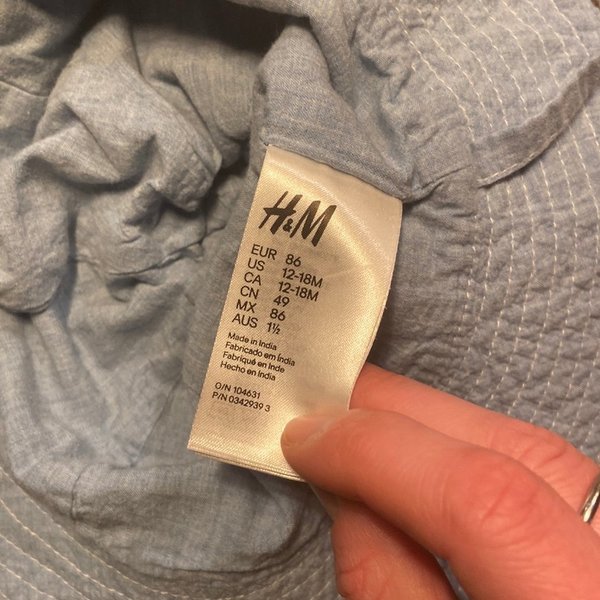 H&M
EUR 86
US 12-18M
CA 12-18M
CN 49
MX 86
AUS 1½
Made in India
Fabricado em Índia
Fabriqué en Inde
Hecho en India
O/N 104631
P/N 0342939 3